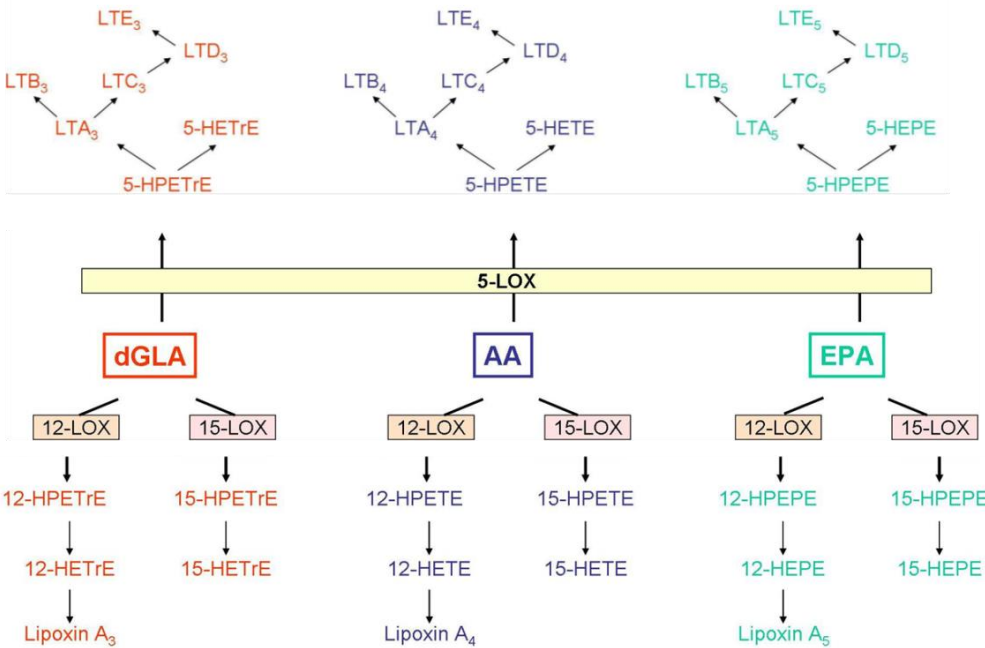 LTE₃ LTE₄ LTE₅
LTD₃ LTD₄ LTD₅
LTB₃ LTC₃ LTB₄ LTC₄ LTB₅ LTC₅
LTA₃ 5-HETrE LTA₄ 5-HETE LTA₅ 5-HEPE
5-HPETrE 5-HPETE 5-HPEPE
5-LOX
dGLA AA EPA
12-LOX 15-LOX 12-LOX 15-LOX 12-LOX 15-LOX
12-HPETrE 15-HPETrE 12-HPETE 15-HPETE 12-HPEPE 15-HPEPE
12-HETrE 15-HETrE 12-HETE 15-HETE 12-HEPE 15-HEPE
Lipoxin A₃ Lipoxin A₄ Lipoxin A₅